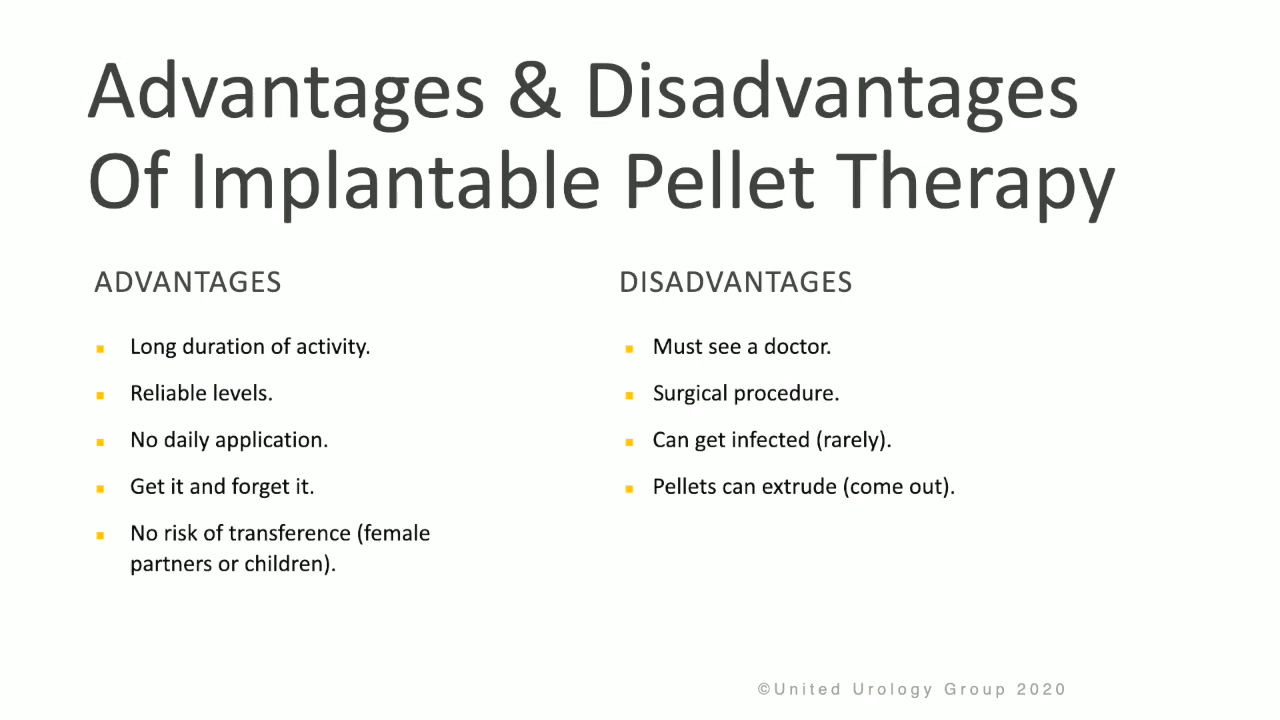 Advantages & Disadvantages
Of Implantable Pellet Therapy
ADVANTAGES
Long duration of activity.
Reliable levels.
No daily application.
Get it and forget it.
No risk of transference (female
partners or children).
DISADVANTAGES
Must see a doctor.
Surgical procedure.
Can get infected (rarely).
Pellets can extrude (come out).
©United Urology Group 2020